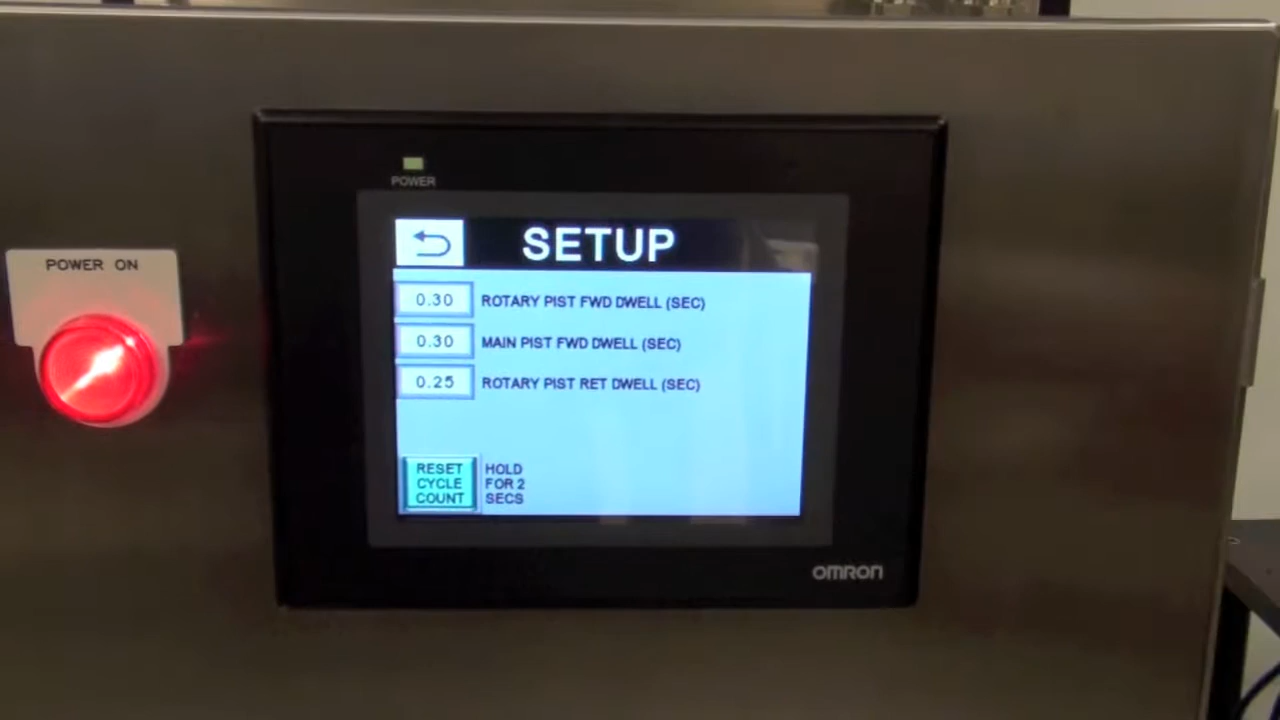 POWER
SETUP
POWER ON
0.30 ROTARY PIST FWD DWELL (SEC)
0.30 MAIN PIST FWD DWELL (SEC)
0.25 ROTARY PIST RET DWELL (SEC)
RESET
CYCLE
COUNT
HOLD
FOR 2
SECS
OMRON